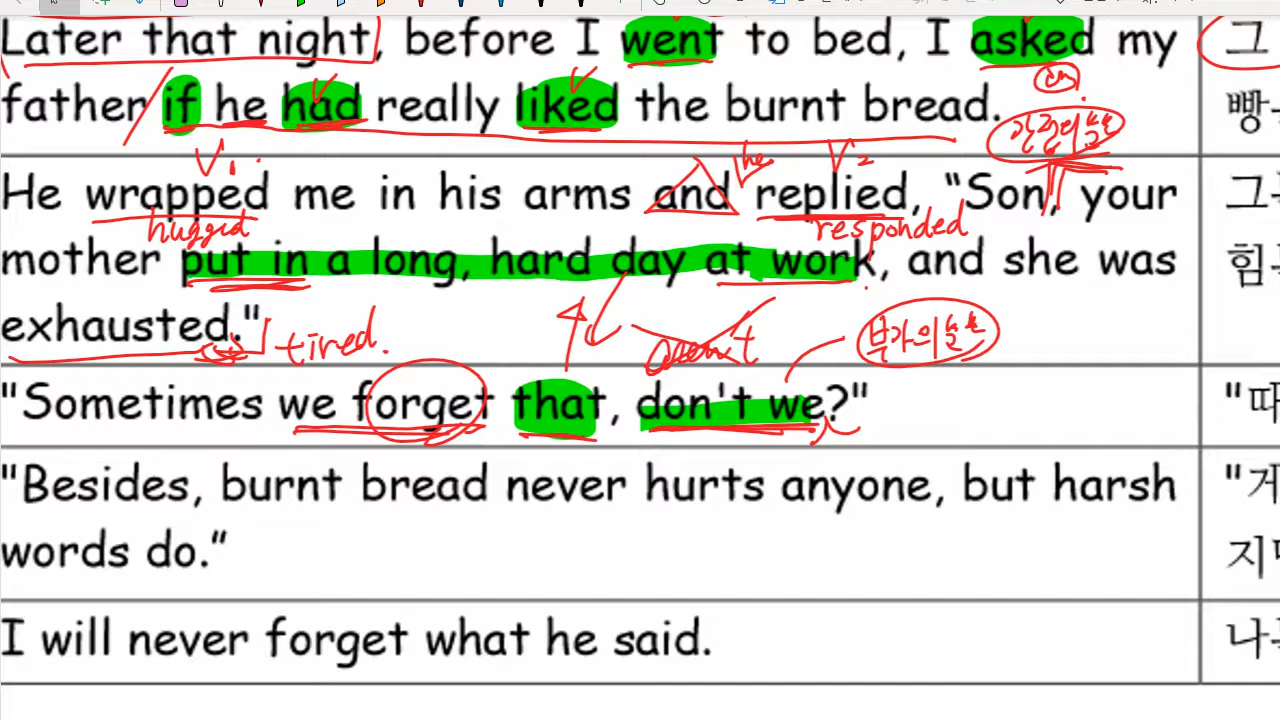 Later that night, before I went to bed, I asked my
father if he had really liked the burnt bread.
그
빵
간접의문문
V1.
V2
he
He wrapped me in his arms and replied, “Son, your
hugged
responded
mother put in a long, hard day at work, and she was
exhausted."
tired.
힘
부가의문문
"Sometimes we forget that, don't we?"
"때
"Besides, burnt bread never hurts anyone, but harsh
words do.”
"게
I will never forget what he said.
나